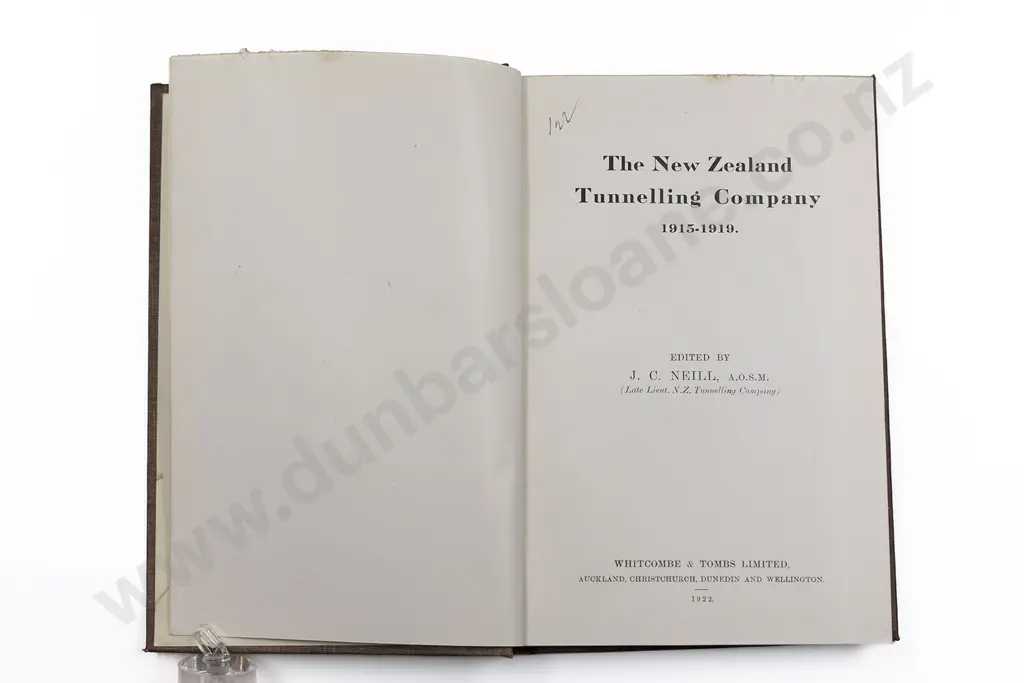 The New Zealand
Tunnelling Company
1915-1919.
EDITED BY
J. C. NEILL, A.O.S.M.
(Late Lieut. N.Z. Tunnelling Company)
WHITCOMBE & TOMBS LIMITED,
AUCKLAND, CHRISTCHURCH, DUNEDIN AND WELLINGTON.
1922.
www.dunbarsloane.co.nz